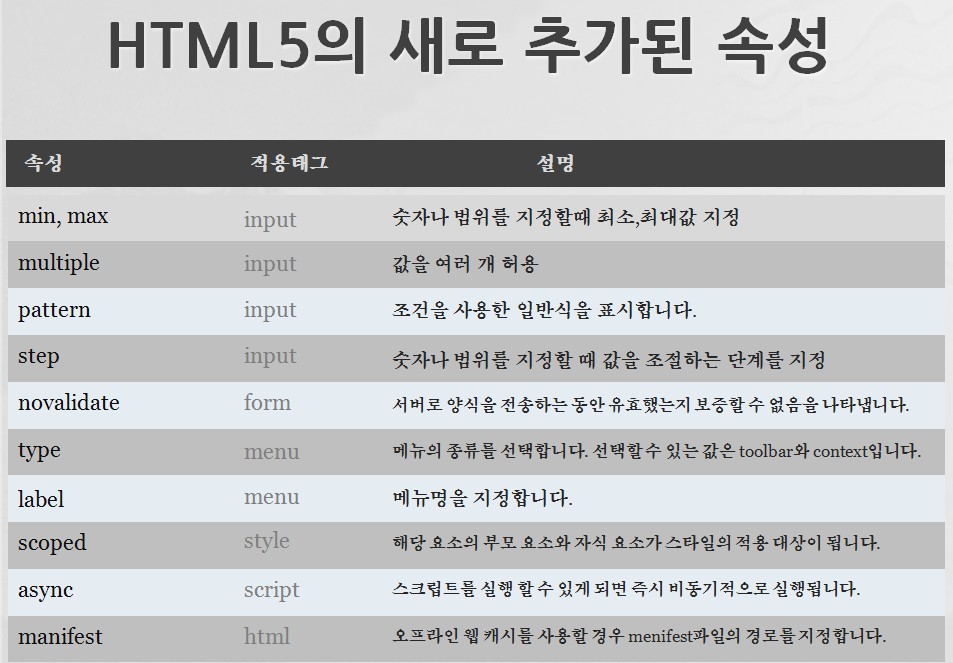 HTML5의 새로 추가된 속성
속성 적용태그 설명
min, max input 숫자나 범위를 지정할때 최소,최대값 지정
multiple input 값을 여러 개 허용
pattern input 조건을 사용한 일반식을 표시합니다.
step input 숫자나 범위를 지정할 때 값을 조절하는 단계를 지정
novalidate form 서버로 양식을 전송하는 동안 유효했는지 보증할 수 없음을 나타냅니다.
type menu 메뉴의 종류를 선택합니다. 선택할 수 있는 값은 toolbar와 context입니다.
label menu 메뉴명을 지정합니다.
scoped style 해당 요소의 부모 요소와 자식 요소가 스타일의 적용 대상이 됩니다.
async script 스크립트를 실행 할 수 있게 되면 즉시 비동기적으로 실행됩니다.
manifest html 오프라인 웹 캐시를 사용할 경우 menifest파일의 경로를 지정합니다.